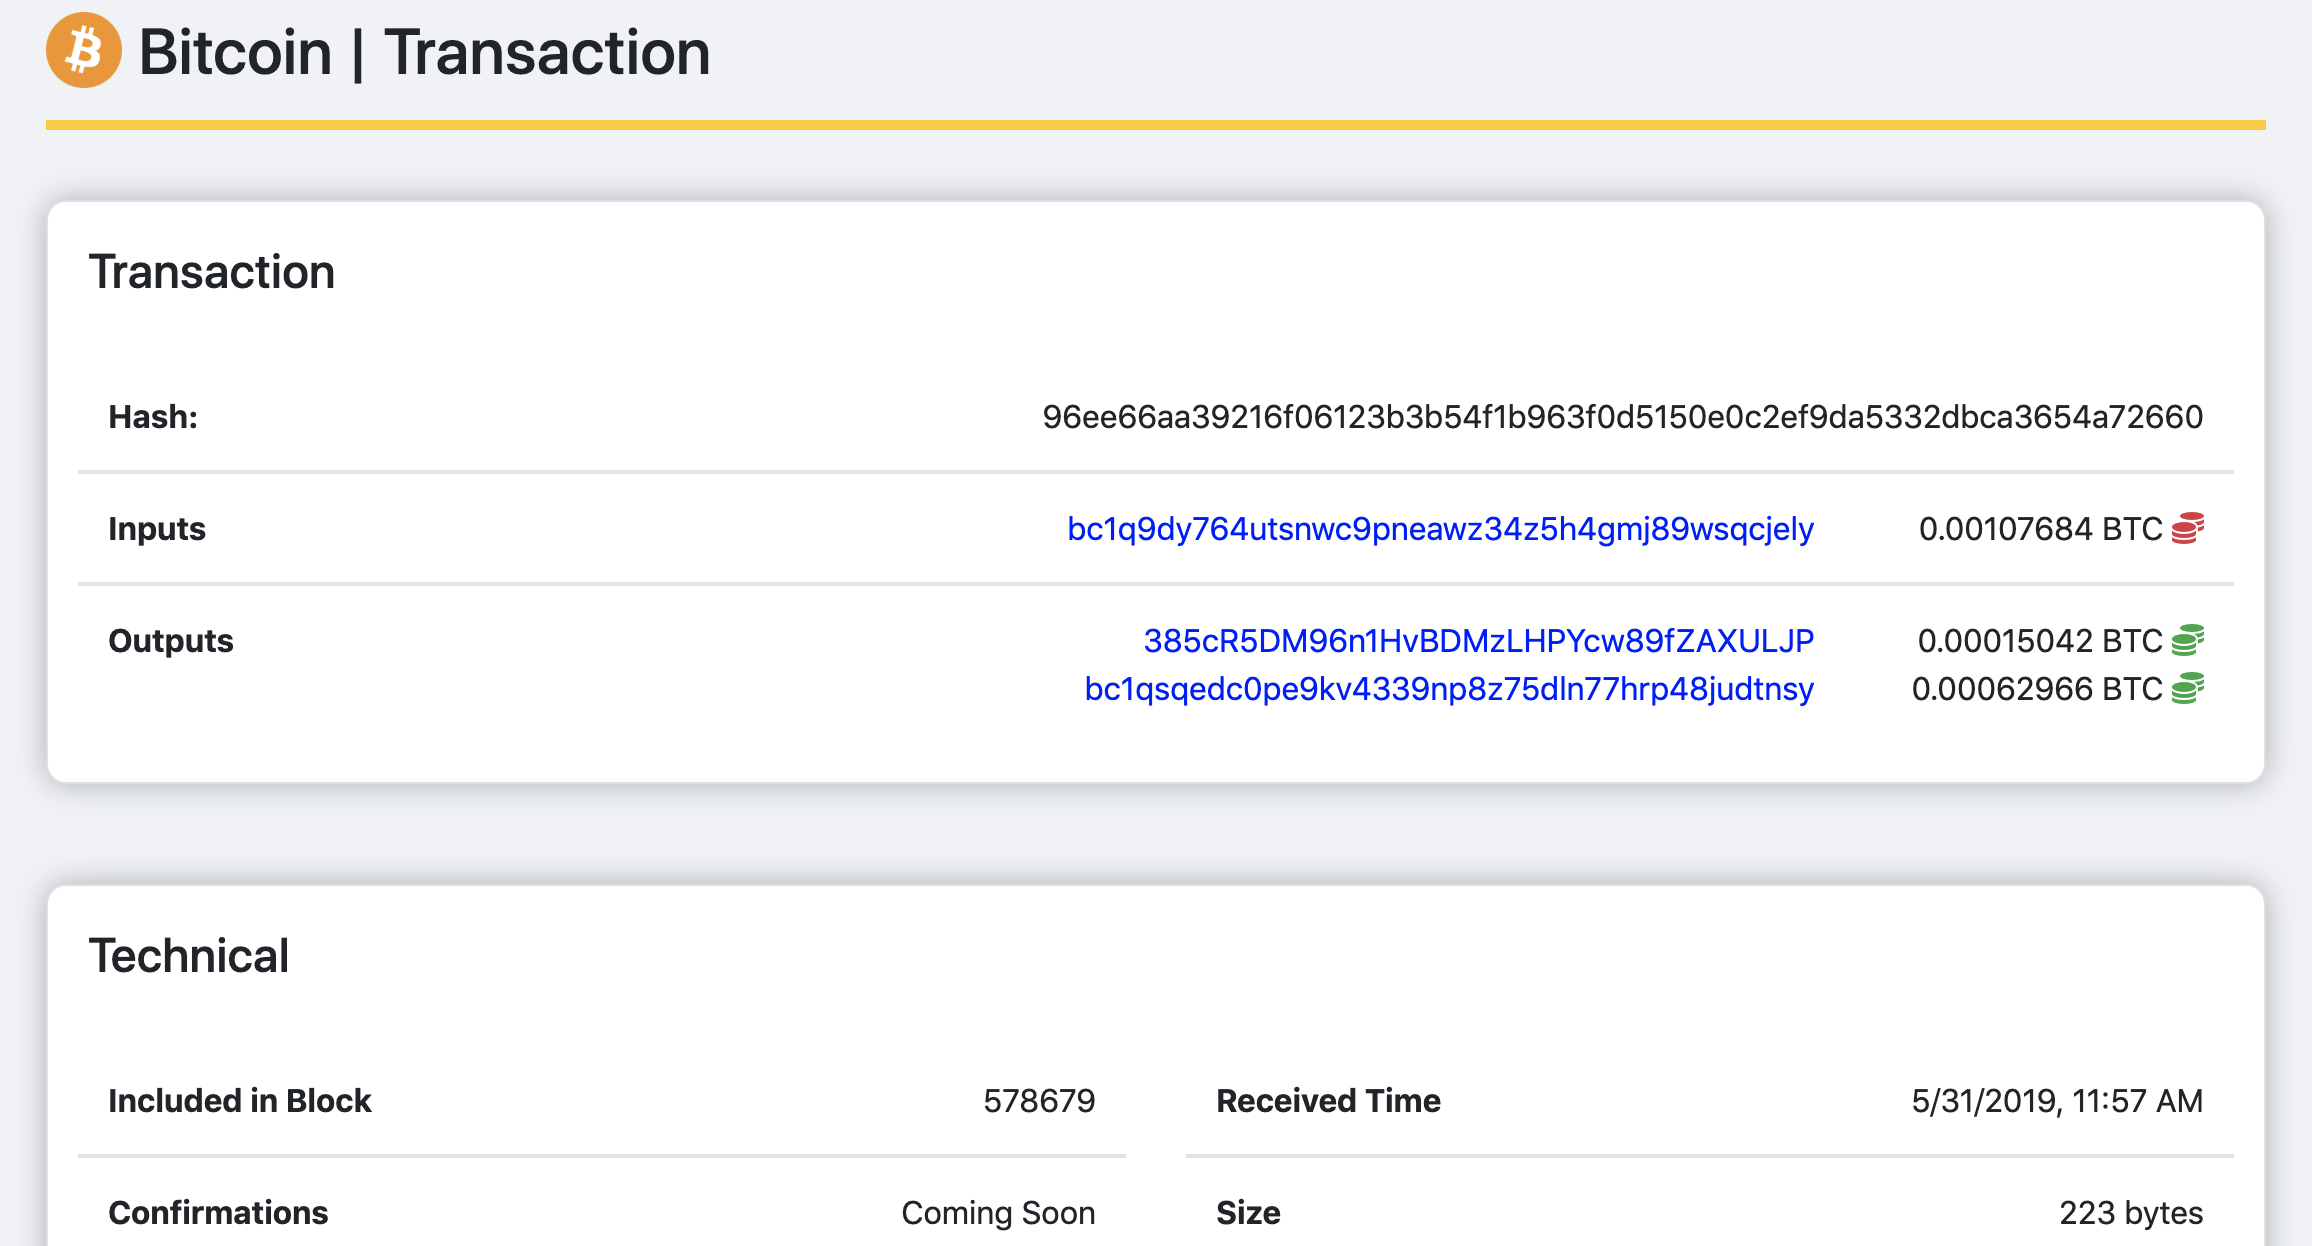 Bitcoin | Transaction
Transaction
Hash: 96ee66aa39216f06123b3b54f1b963f0d5150e0c2ef9da5332dbca3654a72660
Inputs bc1q9dy764utsnwc9pneawz34z5h4gmj89wsqcjely 0.00107684 BTC
Outputs 385cR5DM96n1HvBDMzLHPYcw89fZAXULJP 0.00015042 BTC
bc1qsqedc0pe9kv4339np8z75dln77hrp48judtnsy 0.00062966 BTC
Technical
Included in Block 578679 Received Time 5/31/2019, 11:57 AM
Confirmations Coming Soon Size 223 bytes